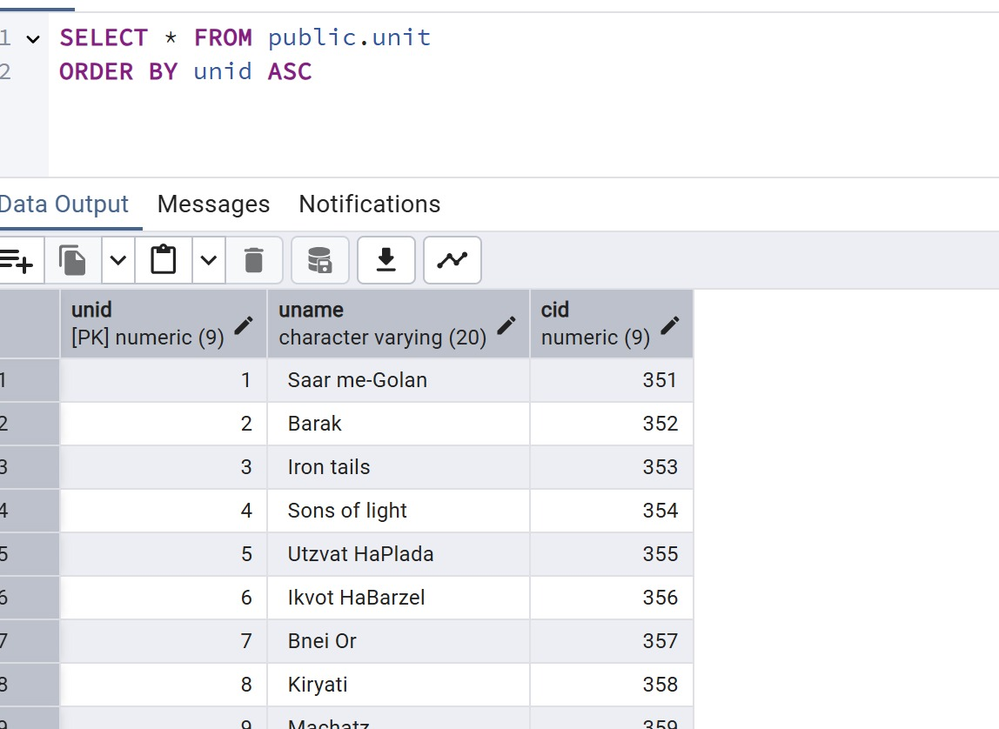 1 SELECT * FROM public.unit
2 ORDER BY unid ASC
Data Output Messages Notifications
unid uname cid
[PK] numeric (9) character varying (20) numeric (9)
1 1 Saar me-Golan 351
2 2 Barak 352
3 3 Iron tails 353
4 4 Sons of light 354
5 5 Utzvat HaPlada 355
6 6 Ikvot HaBarzel 356
7 7 Bnei Or 357
8 8 Kiryati 358
9 9 Machatz 359